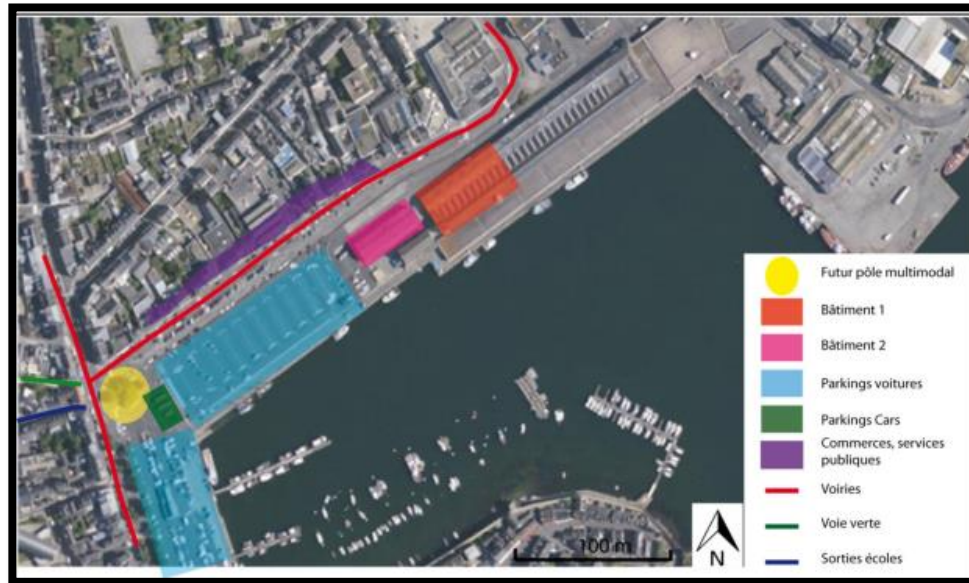 Futur pôle multimodal
Bâtiment 1
Bâtiment 2
Parkings voitures
Parkings Cars
Commerces, services
publiques
Voiries
Voie verte
Sorties écoles
100 m
N